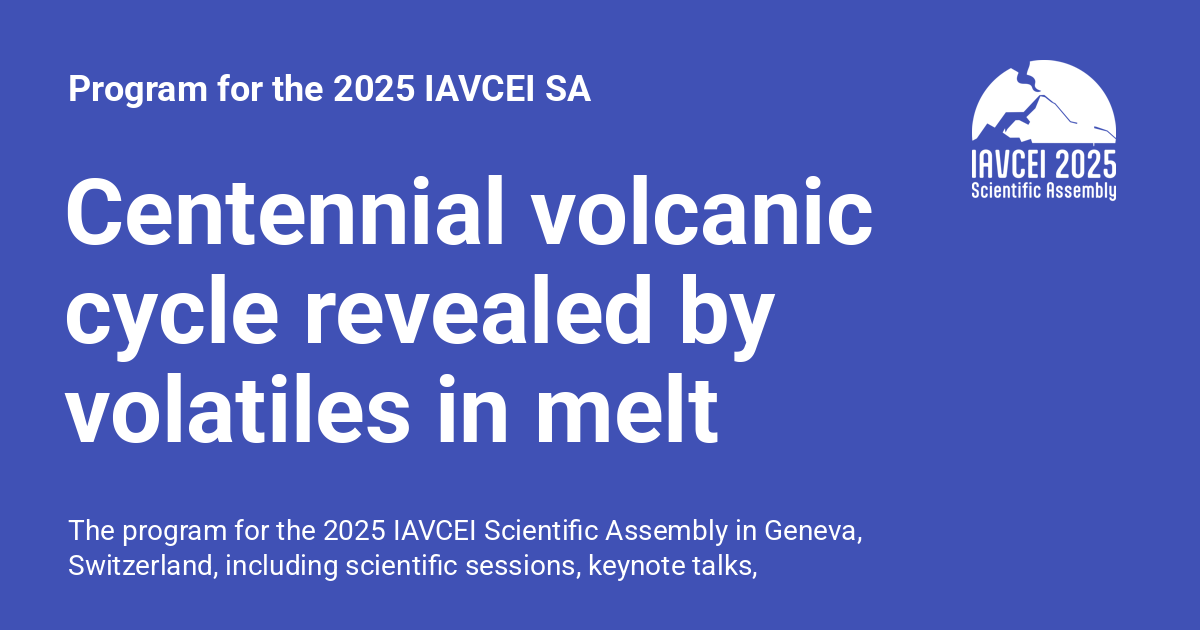 Program for the 2025 IAVCEI SA
IAVCEI 2025
Scientific Assembly
Centennial volcanic
cycle revealed by
volatiles in melt
The program for the 2025 IAVCEI Scientific Assembly in Geneva,
Switzerland, including scientific sessions, keynote talks,